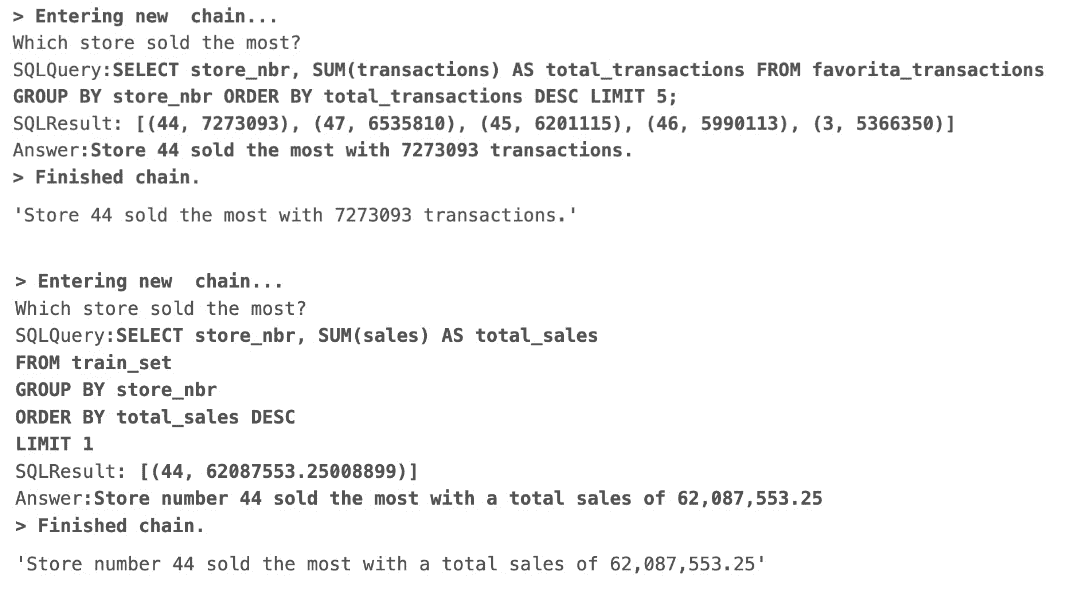 > Entering new  chain...
Which store sold the most?
SQLQuery:SELECT store_nbr, SUM(transactions) AS total_transactions FROM favorita_transactions
GROUP BY store_nbr ORDER BY total_transactions DESC LIMIT 5;
SQLResult: [(44, 7273093), (47, 6535810), (45, 6201115), (46, 5990113), (3, 5366350)]
Answer:Store 44 sold the most with 7273093 transactions.
> Finished chain.
'Store 44 sold the most with 7273093 transactions.'
> Entering new  chain...
Which store sold the most?
SQLQuery:SELECT store_nbr, SUM(sales) AS total_sales
FROM train_set
GROUP BY store_nbr
ORDER BY total_sales DESC
LIMIT 1
SQLResult: [(44, 62087553.25008899)]
Answer:Store number 44 sold the most with a total sales of 62,087,553.25
> Finished chain.
'Store number 44 sold the most with a total sales of 62,087,553.25'